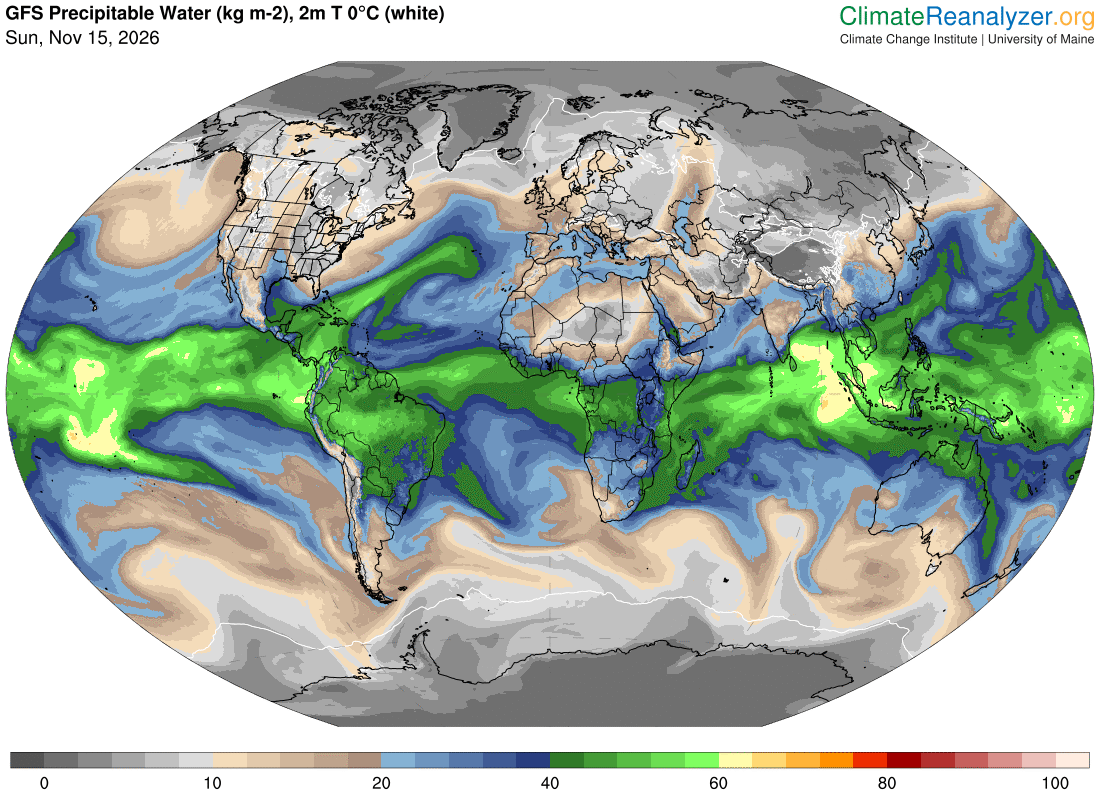 GFS Precipitable Water (kg m-2), 2m T 0°C (white)
Sun, Nov 15, 2026
ClimateReanalyzer.org
Climate Change Institute | University of Maine
0 10 20 40 60 80 100